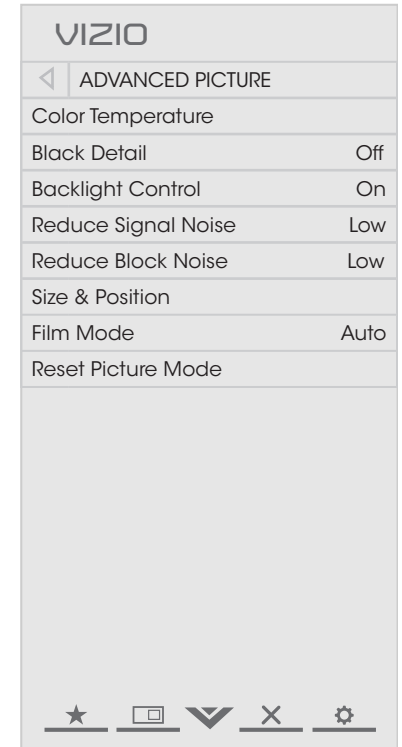 VIZIO
ADVANCED PICTURE
Color Temperature
Black Detail Off
Backlight Control On
Reduce Signal Noise Low
Reduce Block Noise Low
Size & Position
Film Mode Auto
Reset Picture Mode